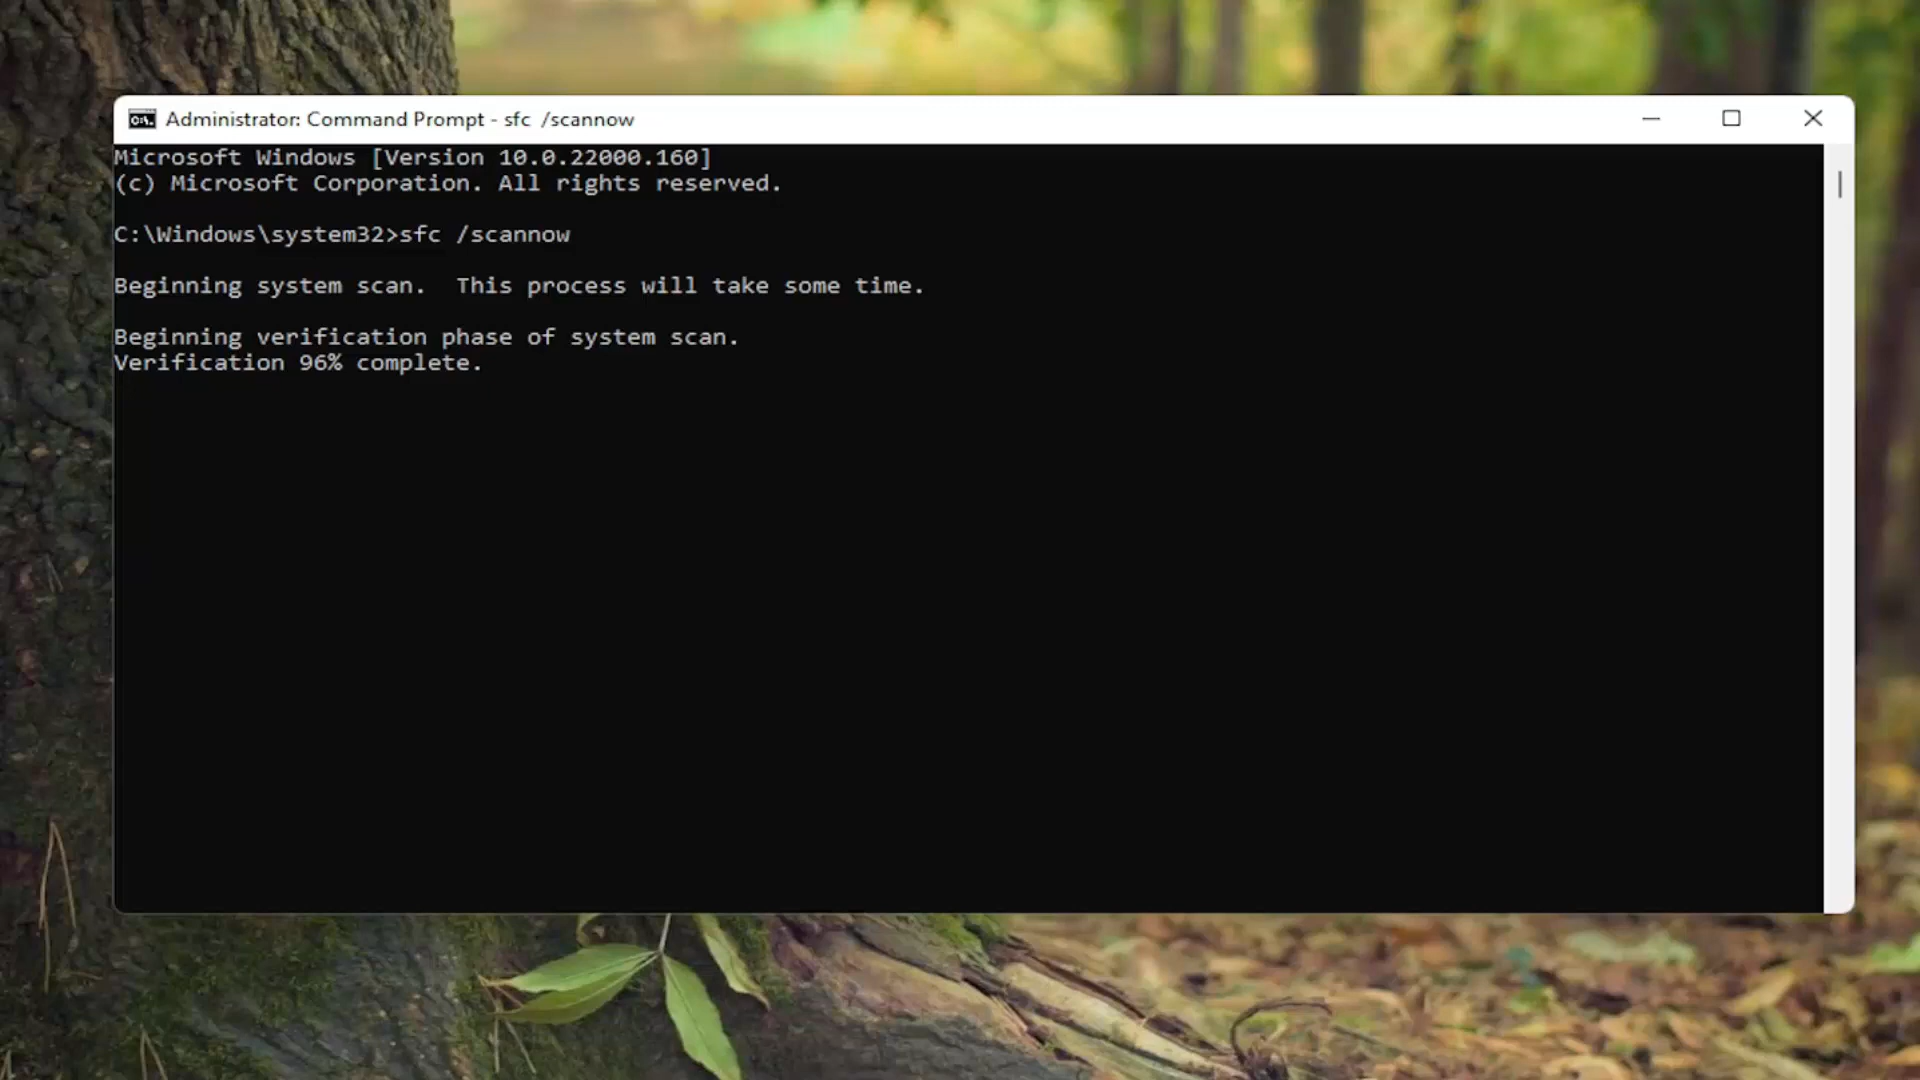 Administrator: Command Prompt - sfc  /scannow
Microsoft Windows [Version 10.0.22000.160]
(c) Microsoft Corporation. All rights reserved.
C:\Windows\system32>sfc /scannow
Beginning system scan.  This process will take some time.
Beginning verification phase of system scan.
Verification 96% complete.